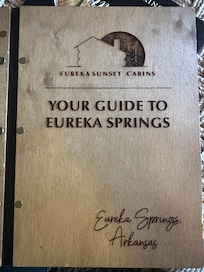 EUREKA SUNSET CABINS
YOUR GUIDE TO
EUREKA SPRINGS
Eureka Springs,
Arkansas